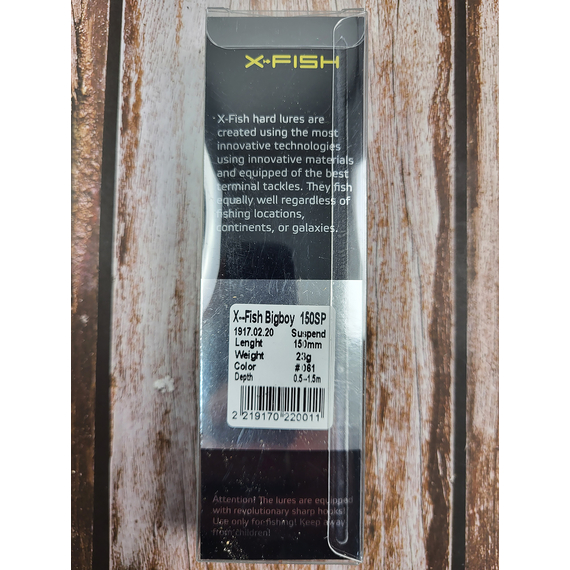 X-FISH
X-Fish hard lures are
created using the most
innovative technologies
using innovative materials
and equipped of the best
terminal tackles. They fish
equally well regardless of
fishing locations,
continents, or galaxies.
X--Fish Bigboy 150SP
1917.02.20 Suspend
Lenght 150mm
Weight 23g
Color #061
Depth 0.5-1.5m
2 219170 220011
Attention! The lures are equipped
with revolutionary sharp hooks!
Use only for fishing! Keep away
from children!